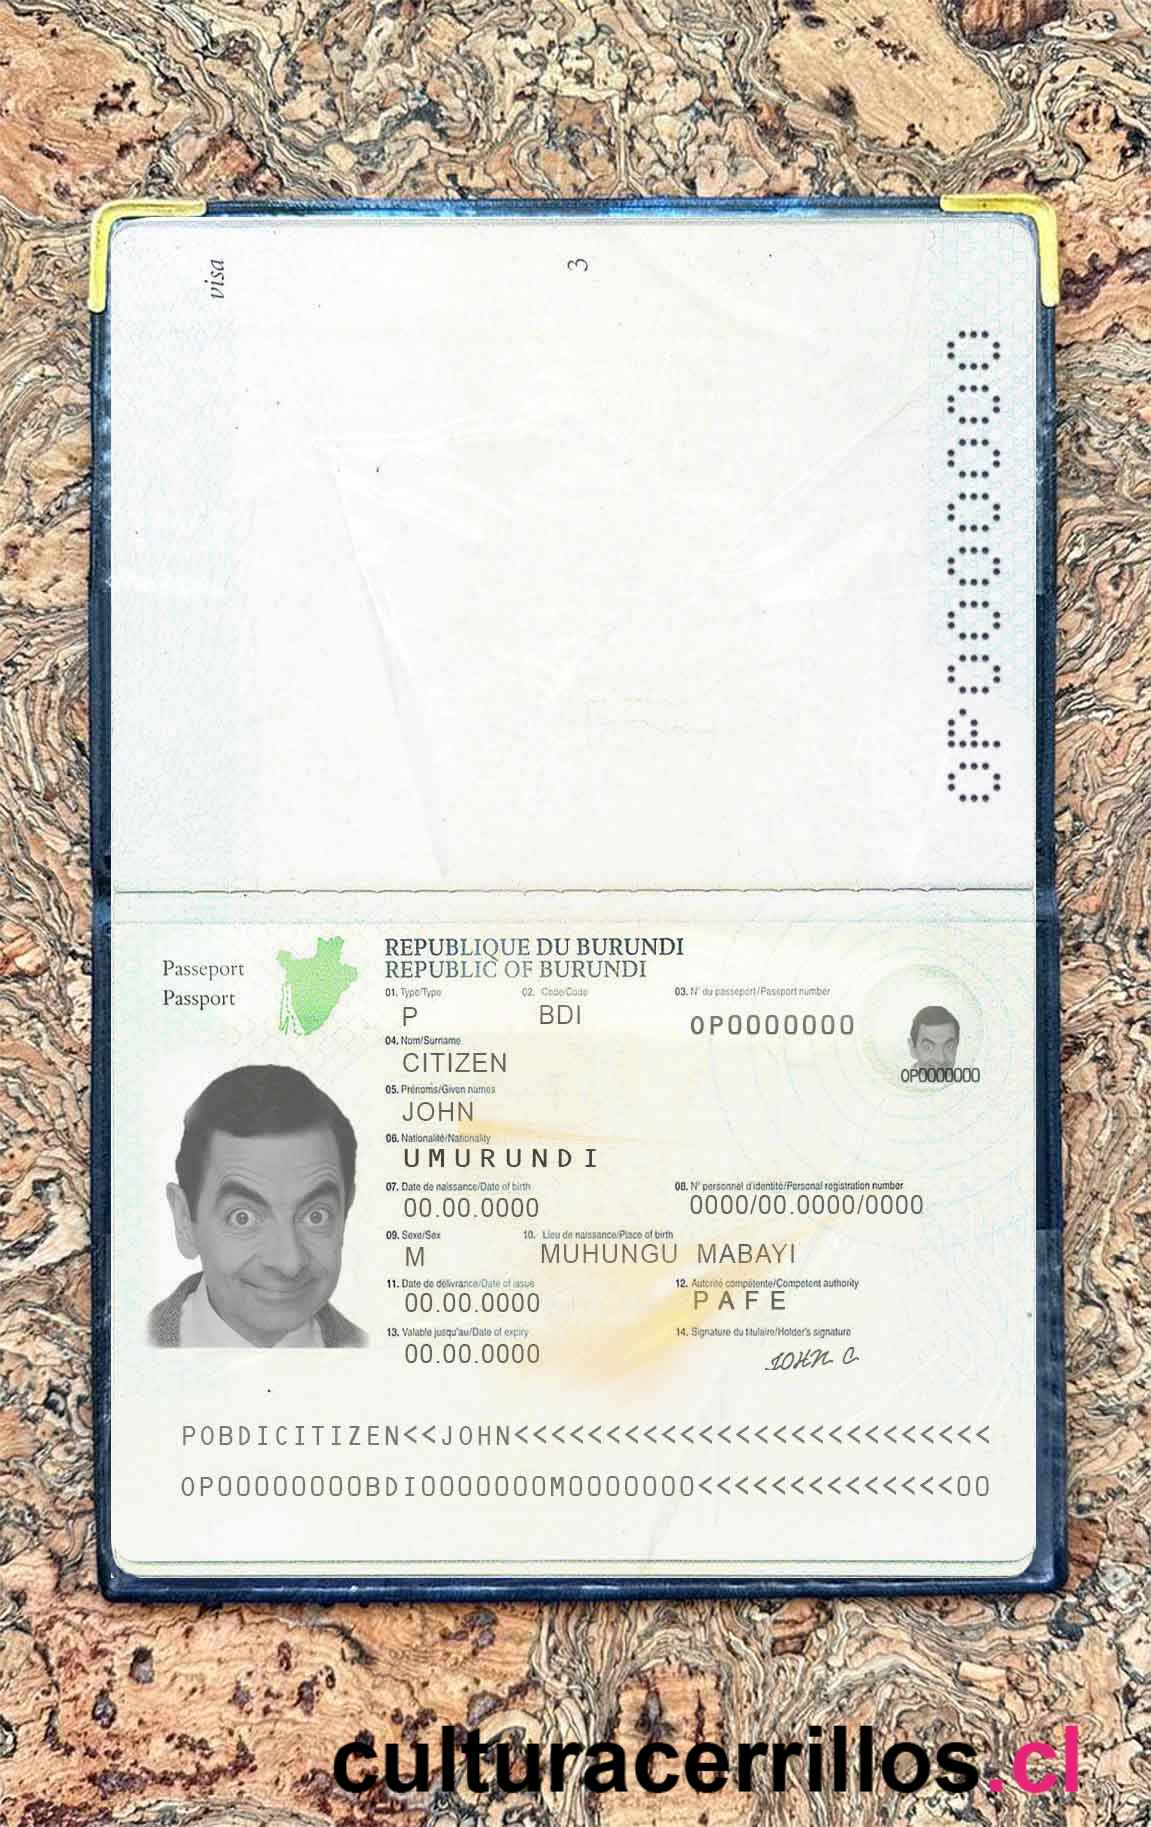 visa
3
OP0000000
Passeport
Passport
REPUBLIQUE DU BURUNDI
REPUBLIC OF BURUNDI
01. Type/Type 02. Code/Code 03. N° du passeport/Passport number
P BDI OP0000000
04. Nom/Surname
CITIZEN
OP0000000
05. Prénoms/Given names
JOHN
06. Nationalité/Nationality
UMURUNDI
07. Date de naissance/Date of birth 08. N° personnel d'identité/Personal registration number
00.00.0000 0000/00.0000/0000
09. Sexe/Sex 10. Lieu de naissance/Place of birth
M MUHUNGU MABAYI
11. Date de délivrance/Date of issue 12. Autorité compétente/Competent authority
00.00.0000 PAFE
13. Valable jusqu'au/Date of expiry 14. Signature du titulaire/Holder's signature
00.00.0000 JOHN C
POBDICITIZEN<<JOHN<<<<<<<<<<<<<<<<<<<<<<<<<<
OP00000000BDI0000000M0000000<<<<<<<<<<<<<<00
culturacerrillos.cl